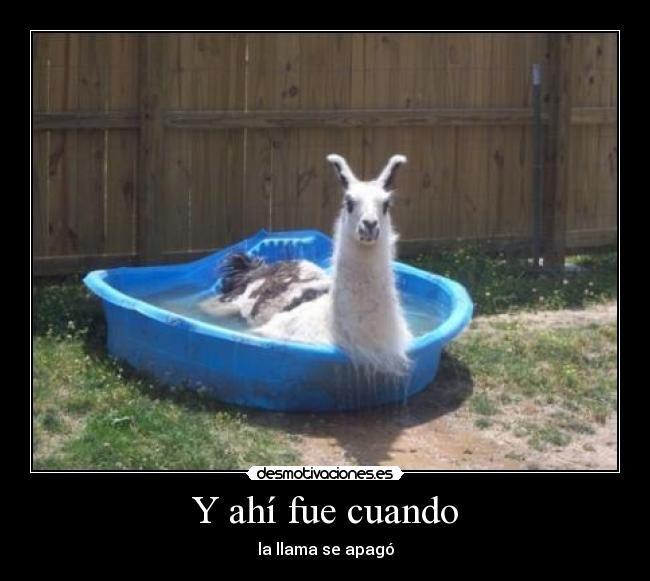 desmotivaciones.es
Y ahí fue cuando
la llama se apagó